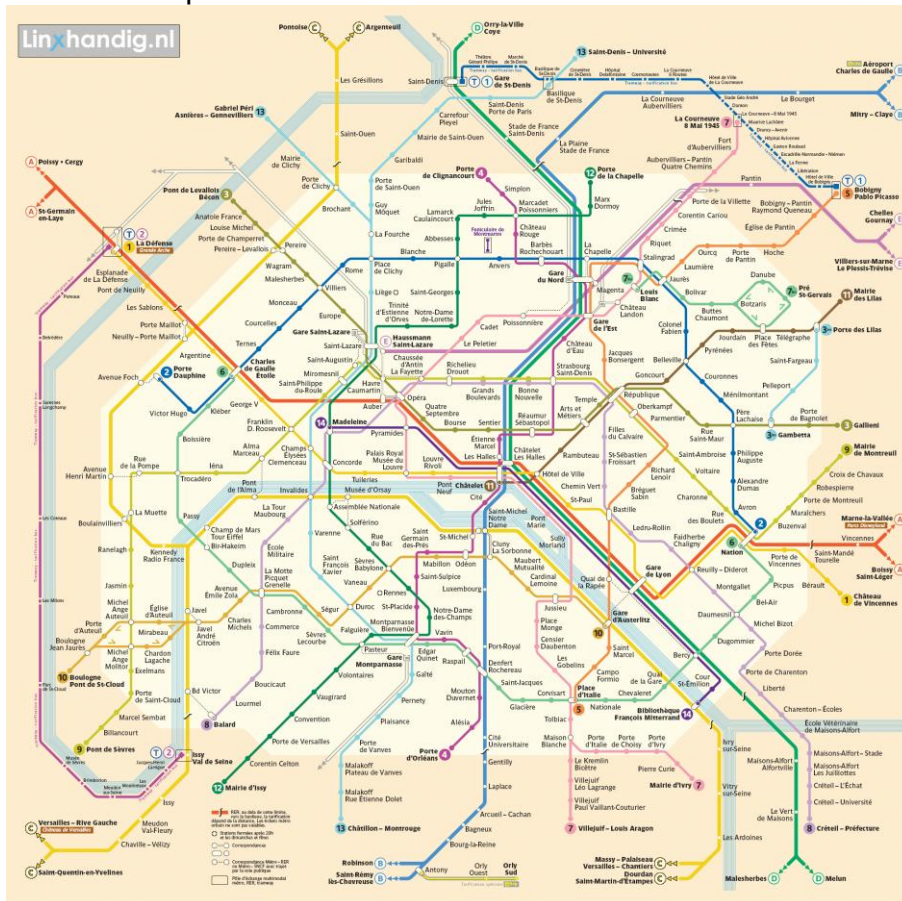 Linxhandig.nl
Pontoise
Argenteuil
Orry-la-Ville
Coye
Saint-Denis – Université
Aéroport
Charles de Gaulle
Mitry – Claye
Les Grésillons
Saint-Denis
Gare
de St-Denis
Basilique
de St-Denis
Le Bourget
La Courneuve
Aubervilliers
La Courneuve
8 Mai 1945
Gabriel Péri
Asnières – Gennevilliers
Saint-Ouen
Carrefour
Pleyel
Saint-Denis
Porte de Paris
Stade de France
Saint-Denis
La Plaine
Stade de France
Mairie de Saint-Ouen
Fort
d'Aubervilliers
Aubervilliers – Pantin
Quatre Chemins
Poissy • Cergy
St-Germain
en-Laye
Mairie
de Clichy
Garibaldi
Porte
de Clignancourt
Porte
de la Chapelle
Bobigny
Pablo Picasso
Pont de Levallois
Bécon
Porte
de Clichy
Porte
de Saint-Ouen
Simplon
Marx
Dormoy
Porte de la Villette
Pantin
Bobigny – Pantin
Raymond Queneau
Chelles
Gournay
Anatole France
Louise Michel
Porte de Champerret
Pereire
Pereire – Levallois
Brochant
Guy
Môquet
La Fourche
Jules
Joffrin
Lamarck
Caulaincourt
Abbesses
Funiculaire de
Montmartre
Marcadet
Poissonniers
Château
Rouge
Barbès
Rochechouart
Corentin Cariou
Crimée
Riquet
Église de Pantin
Hoche
Porte
de Pantin
Ourcq
Laumière
Villiers-sur-Marne
Le Plessis-Trévise
La Défense
Grande Arche
Esplanade
de La Défense
Pont de Neuilly
Les Sablons
Porte Maillot
Neuilly – Porte Maillot
Wagram
Malesherbes
Villiers
Monceau
Courcelles
Ternes
Rome
Place
de Clichy
Blanche
Pigalle
Anvers
La
Chapelle
Stalingrad
Jaurès
Liège
Europe
Saint-Georges
Trinité
d'Estienne
d'Orves
Notre-Dame
de-Lorette
Gare
du Nord
Magenta
Louis
Blanc
Château
Landon
Bolivar
Buttes
Chaumont
Botzaris
Danube
Pré
St-Gervais
Mairie
des Lilas
Porte des Lilas
Gare Saint-Lazare
Saint-Lazare
Haussmann
Saint-Lazare
Cadet
Poissonnière
Le Peletier
Gare
de l'Est
Château
d'Eau
Colonel
Fabien
Jourdain
Place
des Fêtes
Télégraphe
Pyrénées
Saint-Fargeau
Argentine
Avenue Foch
Porte
Dauphine
Charles
de Gaulle
Étoile
Saint-Augustin
Miromesnil
Saint-Philippe
du-Roule
Havre
Caumartin
Auber
Opéra
Chaussée
d'Antin
La Fayette
Richelieu
Drouot
Grands
Boulevards
Bonne
Nouvelle
Strasbourg
Saint-Denis
Jacques
Bonsergent
Goncourt
Belleville
Couronnes
Ménilmontant
Pelleport
Victor Hugo
Kléber
George V
Boissière
Franklin
D. Roosevelt
Madeleine
Quatre
Septembre
Bourse
Sentier
Réaumur
Sébastopol
Arts et
Métiers
Temple
République
Oberkampf
Parmentier
Père
Lachaise
Porte
de Bagnolet
Gambetta
Gallieni
Avenue
Henri Martin
Rue
de la Pompe
Trocadéro
Iéna
Alma
Marceau
Champs
Élysées
Clemenceau
Concorde
Pyramides
Palais Royal
Musée du
Louvre
Louvre
Rivoli
Étienne
Marcel
Les Halles
Châtelet
Les Halles
Rambuteau
Filles
du Calvaire
St-Sébastien
Froissart
Rue
Saint-Maur
Saint-Ambroise
Voltaire
Philippe
Auguste
Alexandre
Dumas
Mairie
de Montreuil
Croix de Chavaux
Robespierre
Porte de Montreuil
Maraîchers
Buzenval
Boulainvilliers
La Muette
Passy
Pont
de l'Alma
Invalides
Tuileries
Musée d'Orsay
Assemblée Nationale
Pont
Neuf
Châtelet
Hôtel de Ville
Chemin Vert
St-Paul
Richard
Lenoir
Bréguet
Sabin
Bastille
Charonne
Rue des
Boulets
Avron
Nation
Marne-la-Vallée
Vincennes
Boissy
Saint-Léger
Ranelagh
Kennedy
Radio France
Champ de Mars
Tour Eiffel
Bir-Hakeim
La Tour
Maubourg
École
Militaire
Varenne
Solférino
Rue
du Bac
Saint
Germain
des-Prés
Cité
St-Michel
Saint-Michel
Notre
Dame
Pont
Marie
Sully
Morland
Ledru-Rollin
Faidherbe
Chaligny
Saint-Mandé
Tourelle
Bérault
Château
de Vincennes
Jasmin
Michel
Ange
Auteuil
Église
d'Auteuil
Javel
Dupleix
La Motte
Picquet
Grenelle
Avenue
Émile Zola
Saint
François
Xavier
Sèvres
Babylone
Vaneau
Mabillon
Odéon
Saint-Sulpice
Cluny
La Sorbonne
Maubert
Mutualité
Cardinal
Lemoine
Luxembourg
Quai
de la
Rapée
Gare
de Lyon
Reuilly – Diderot
Montgallet
Daumesnil
Porte de
Vincennes
Picpus
Bel-Air
Michel Bizot
Porte
d'Auteuil
Boulogne
Jean Jaurès
Boulogne
Pont de St-Cloud
Michel
Ange
Molitor
Mirabeau
Chardon
Lagache
Exelmans
Javel
André
Citroën
Charles
Michels
Cambronne
Commerce
Félix Faure
Ségur
Duroc
Sèvres
Lecourbe
Falguière
Rennes
St-Placide
Montparnasse
Bienvenüe
Notre-Dame
des-Champs
Pasteur
Volontaires
Gare
Montparnasse
Edgar
Quinet
Vavin
Raspail
Gaîté
Port-Royal
Denfert
Rochereau
Saint-Jacques
Jussieu
Place
Monge
Censier
Daubenton
Les
Gobelins
Gare
d'Austerlitz
Saint
Marcel
Campo
Formio
Quai
de la Gare
Bercy
Cour
St-Émilion
Dugommier
Porte Dorée
Porte de Charenton
Liberté
Charenton – Écoles
Porte
de Saint-Cloud
Marcel Sembat
Billancourt
Pont de Sèvres
Bd Victor
Boucicaut
Lourmel
Balard
Vaugirard
Convention
Porte de Versailles
Corentin Celton
Mairie d'Issy
Pernety
Plaisance
Porte
de Vanves
Malakoff
Plateau de Vanves
Malakoff
Rue Étienne Dolet
Châtillon – Montrouge
Mouton
Duvernet
Alésia
Porte
d'Orléans
Cité
Universitaire
Gentilly
Laplace
Arcueil – Cachan
Bagneux
Bourg-la-Reine
Corvisart
Glacière
Place
d'Italie
Nationale
Chevaleret
Tolbiac
Maison
Blanche
Bibliothèque
François Mitterrand
Porte
d'Italie
Porte
de Choisy
Porte
d'Ivry
Pierre Curie
Mairie d'Ivry
Le Kremlin
Bicêtre
Villejuif
Léo Lagrange
Villejuif
Paul Vaillant-Couturier
Villejuif – Louis Aragon
Ivry
sur-Seine
Vitry
sur-Seine
Les Ardoines
École Vétérinaire
de Maisons-Alfort
Maisons-Alfort – Stade
Maisons-Alfort
Les Juilliottes
Maisons-Alfort
Alfortville
Créteil – L'Échat
Créteil – Université
Créteil – Préfecture
Le Vert
de Maisons
Issy
Val de Seine
Issy
Meudon
Val-Fleury
Chaville – Vélizy
Versailles – Rive Gauche
Château de Versailles
Saint-Quentin-en-Yvelines
Robinson
Saint-Rémy
lès-Chevreuse
Antony
Orly
Ouest
Orly
Sud
Massy – Palaiseau
Versailles – Chantiers
Dourdan
Saint-Martin d'Étampes
Malesherbes
Melun